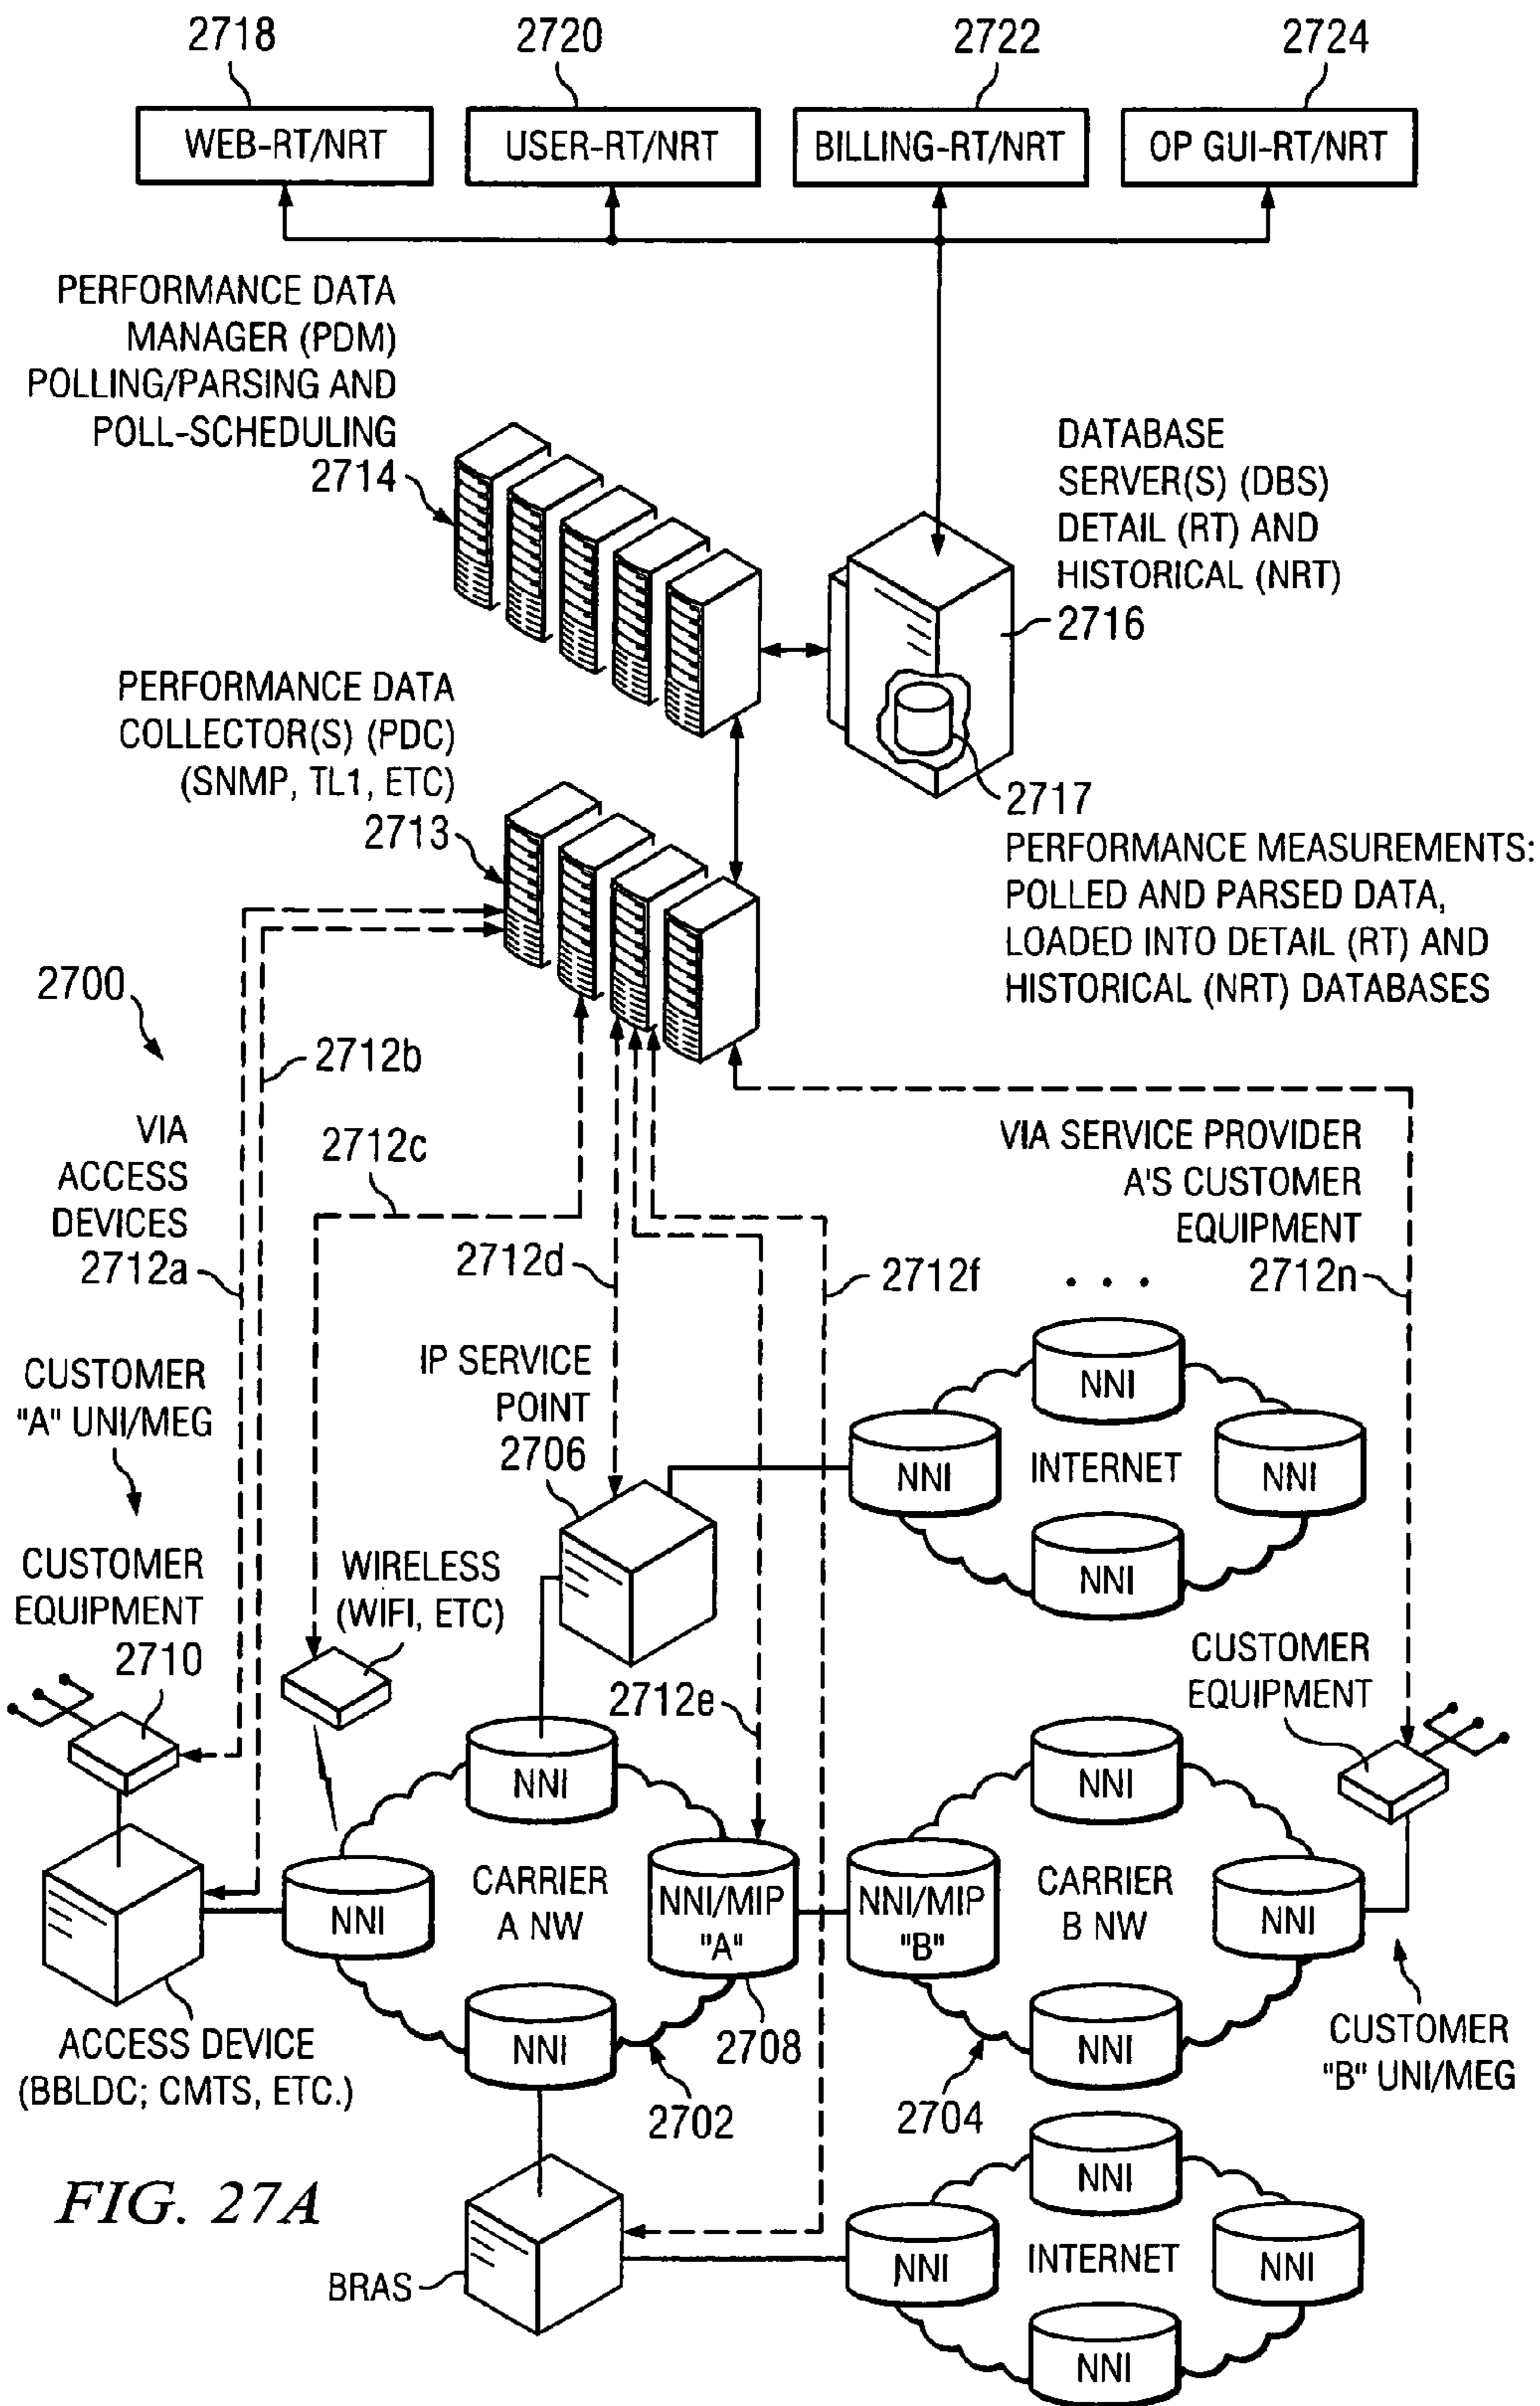 2718
2720
2722
2724
WEB-RT/NRT
USER-RT/NRT
BILLING-RT/NRT
OP GUI-RT/NRT
PERFORMANCE DATA
MANAGER (PDM)
POLLING/PARSING AND
POLL-SCHEDULING
2714
DATABASE
SERVER(S) (DBS)
DETAIL (RT) AND
HISTORICAL (NRT)
2716
PERFORMANCE DATA
COLLECTOR(S) (PDC)
(SNMP, TL1, ETC)
2713
2717
PERFORMANCE MEASUREMENTS:
POLLED AND PARSED DATA,
LOADED INTO DETAIL (RT) AND
HISTORICAL (NRT) DATABASES
2700
2712b
VIA
ACCESS
DEVICES
2712a
2712c
2712d
VIA SERVICE PROVIDER
A'S CUSTOMER
EQUIPMENT
2712n
2712f
. . .
CUSTOMER
"A" UNI/MEG
IP SERVICE
POINT
2706
NNI
NNI
INTERNET
NNI
NNI
CUSTOMER
EQUIPMENT
2710
WIRELESS
(WIFI, ETC)
2712e
CUSTOMER
EQUIPMENT
NNI
NNI
CARRIER
A NW
NNI/MIP
"A"
NNI
2708
2702
NNI
NNI/MIP
"B"
CARRIER
B NW
NNI
NNI
2704
CUSTOMER
"B" UNI/MEG
ACCESS DEVICE
(BBLDC; CMTS, ETC.)
BRAS
NNI
NNI
INTERNET
NNI
NNI
FIG. 27A